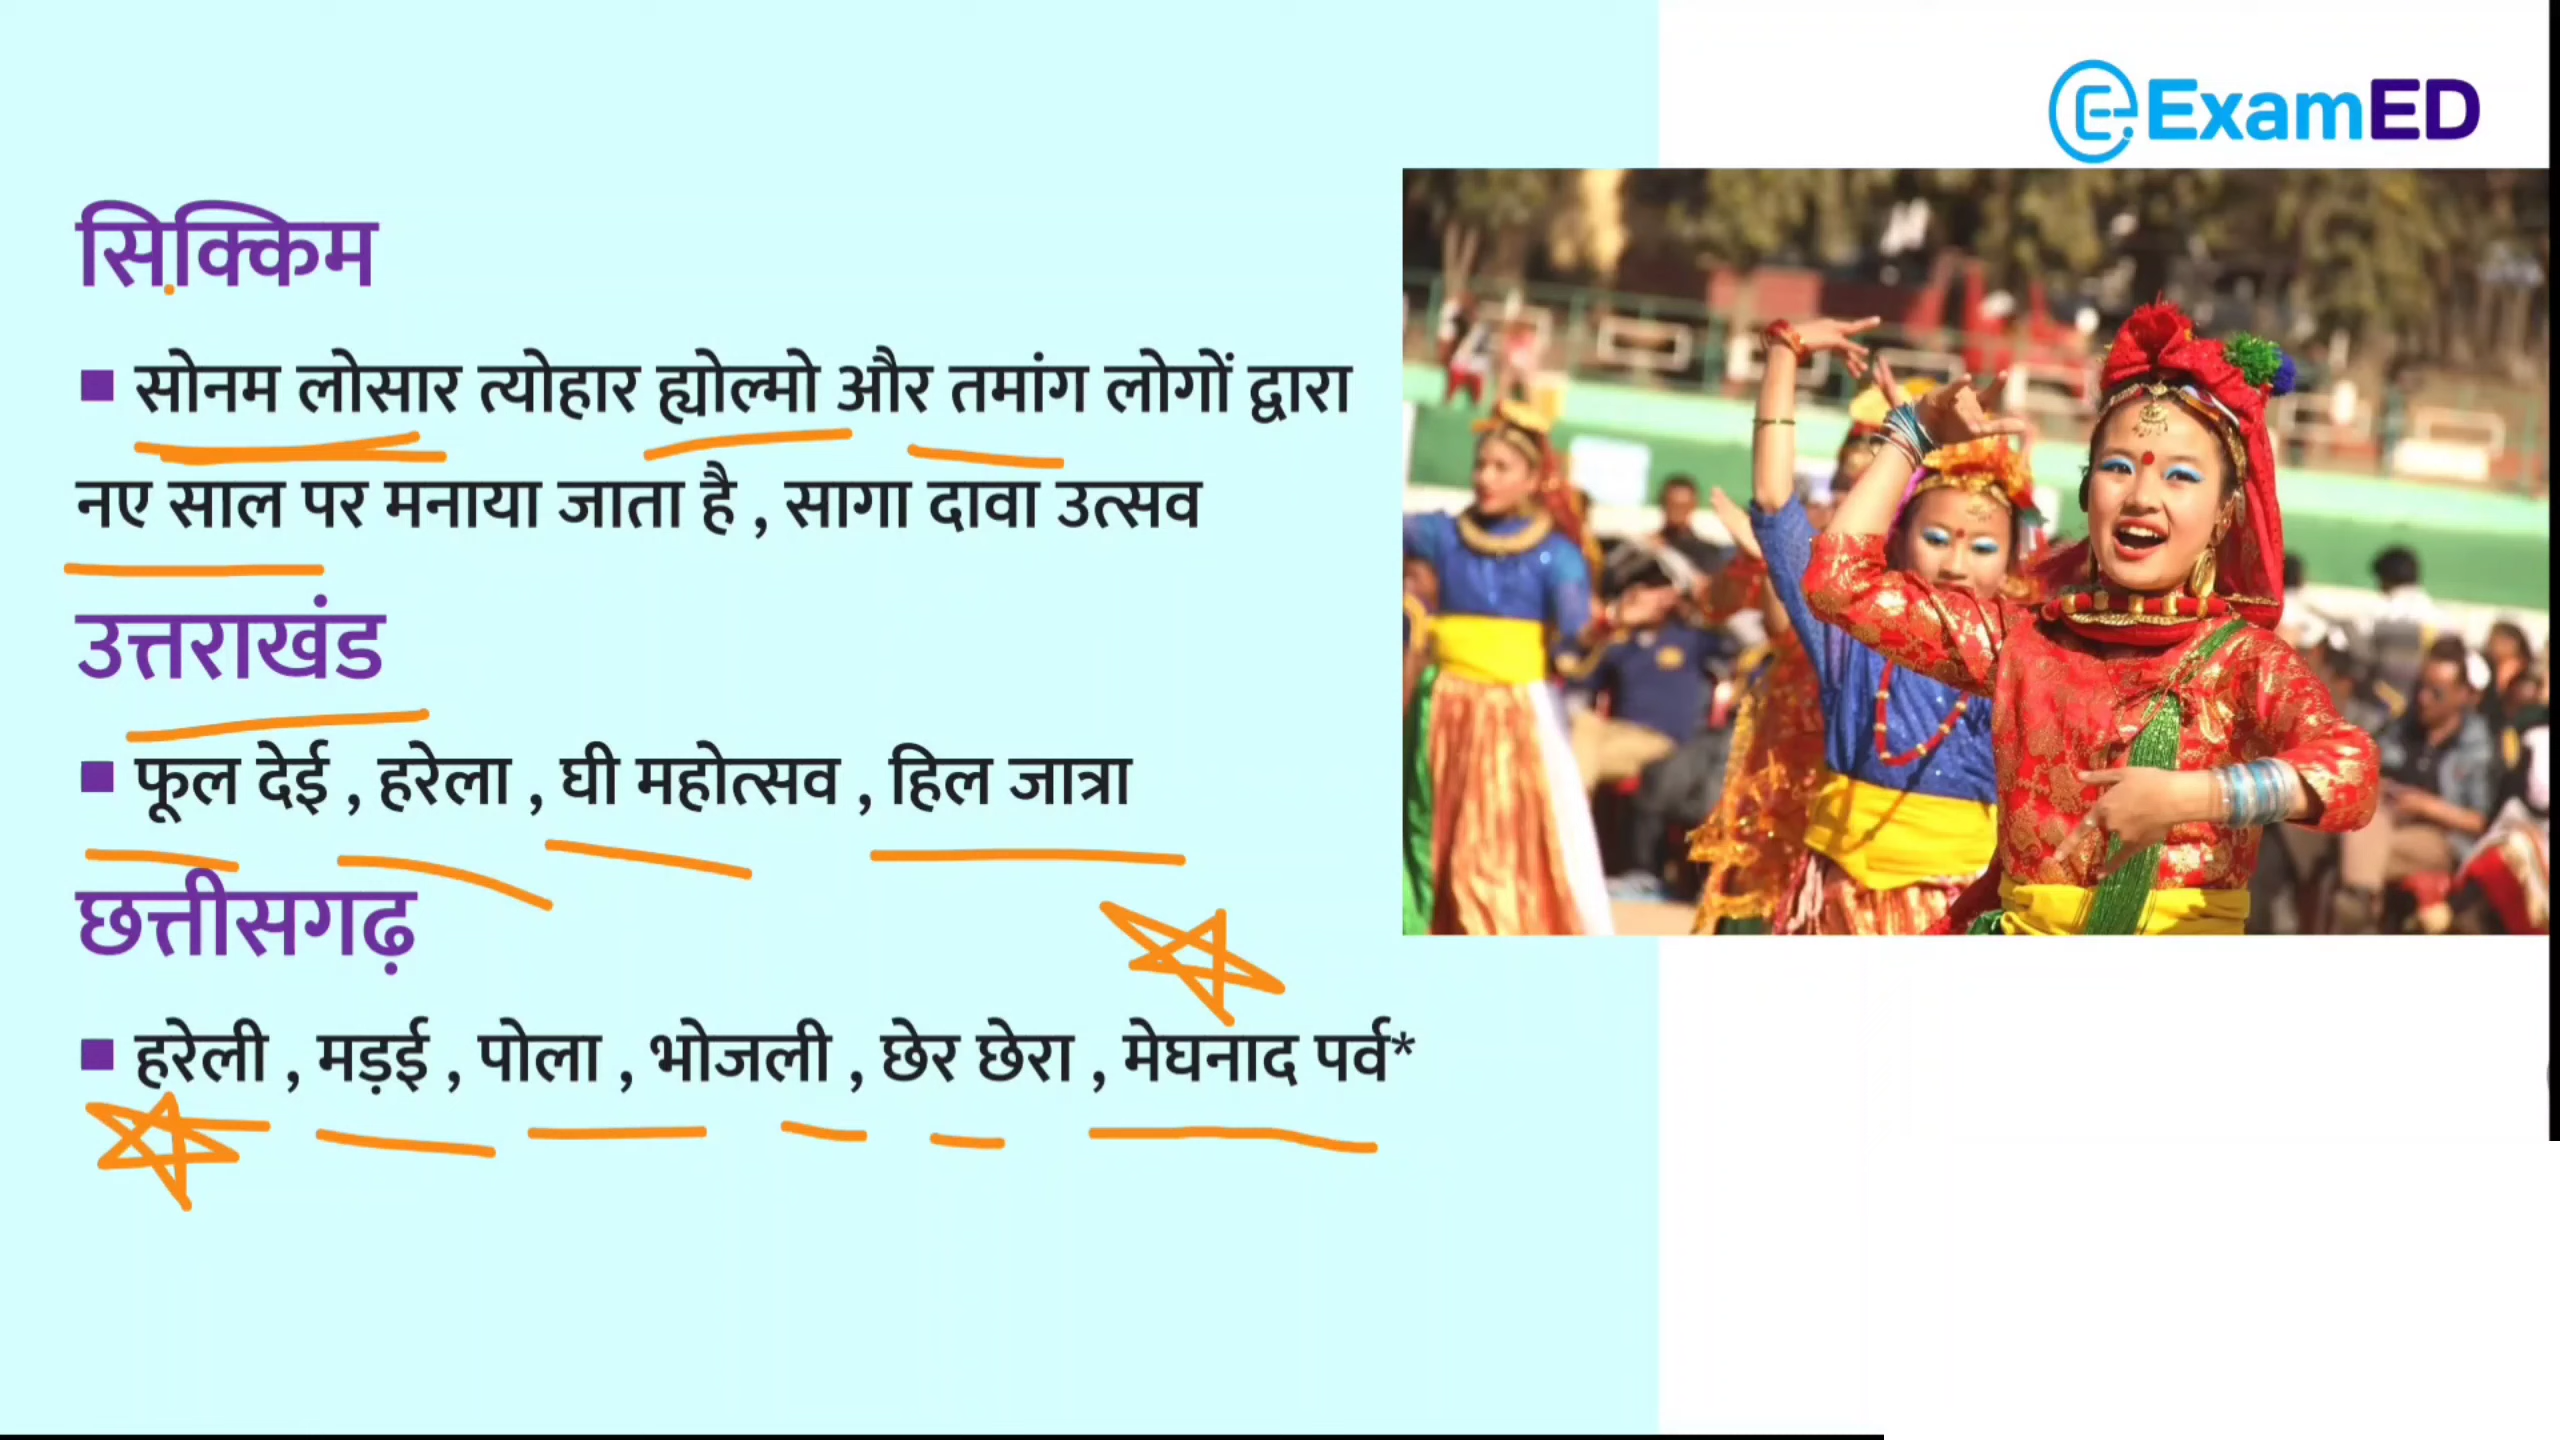 ExamED
सिक्किम
सोनम लोसार त्योहार ह्योल्मो और तमांग लोगों द्वारा
नए साल पर मनाया जाता है , सागा दावा उत्सव
उत्तराखंड
फूल देई , हरेला , घी महोत्सव , हिल जात्रा
छत्तीसगढ़
हरेली , मड़ई , पोला , भोजली , छेर छेरा , मेघनाद पर्व*